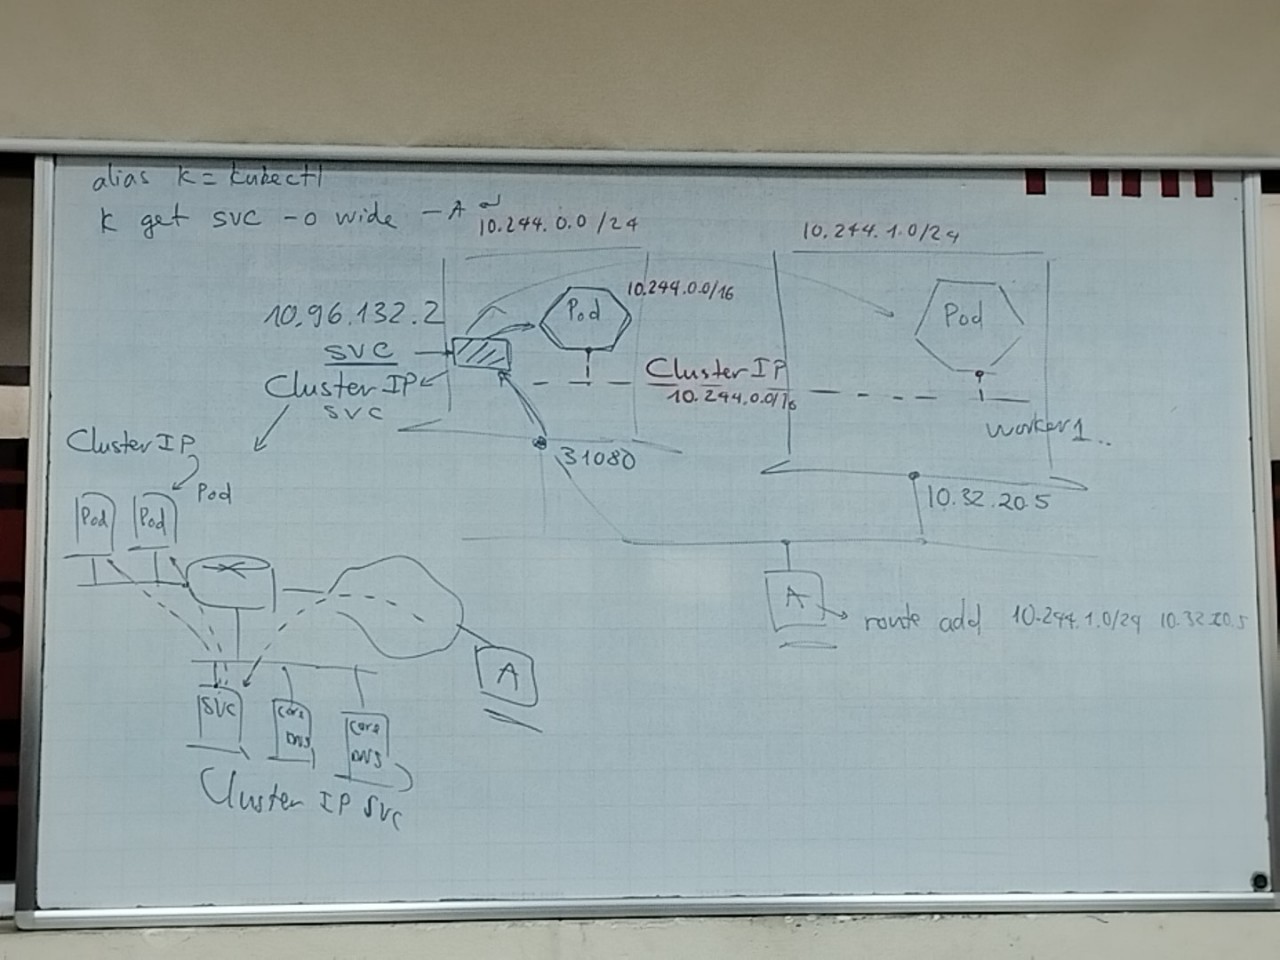 alias k = kubectl
k get svc -o wide -A
10.244.0.0/24
10.244.1.0/24
10.244.0.0/16
Pod
Pod
10.96.132.2
svc
Cluster IP
svc
Cluster IP
10.244.0.0/16
worker1..
31080
10.32.20.5
Cluster IP
Pod
Pod
Pod
A
route add 10.244.1.0/24 10.32.20.5
A
SVC
Core
DNS
Core
DNS
Cluster IP SVC